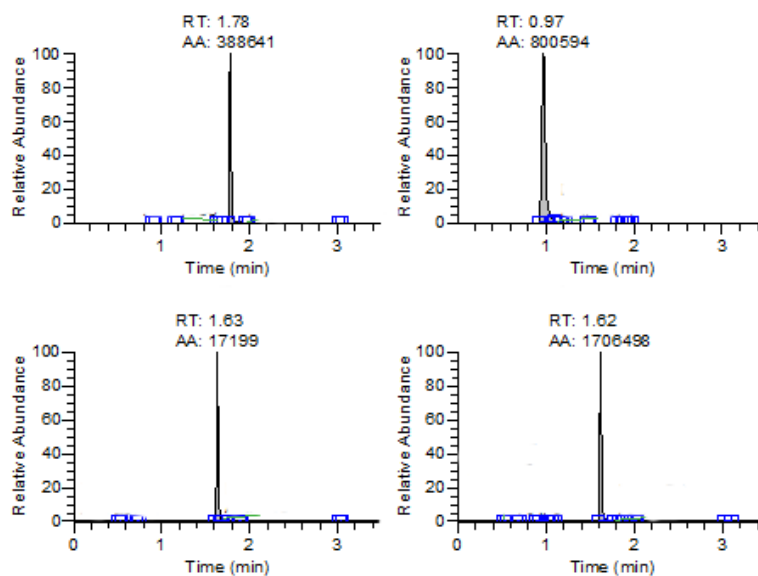 RT: 1.78
AA: 388641
100
80
60
40
20
0
Relative Abundance
1 2 3
Time (min)
RT: 0.97
AA: 800594
100
80
60
40
20
0
Relative Abundance
1 2 3
Time (min)
RT: 1.63
AA: 17199
100
80
60
40
20
0
Relative Abundance
0 1 2 3
Time (min)
RT: 1.62
AA: 1706498
100
80
60
40
20
0
Relative Abundance
0 1 2 3
Time (min)